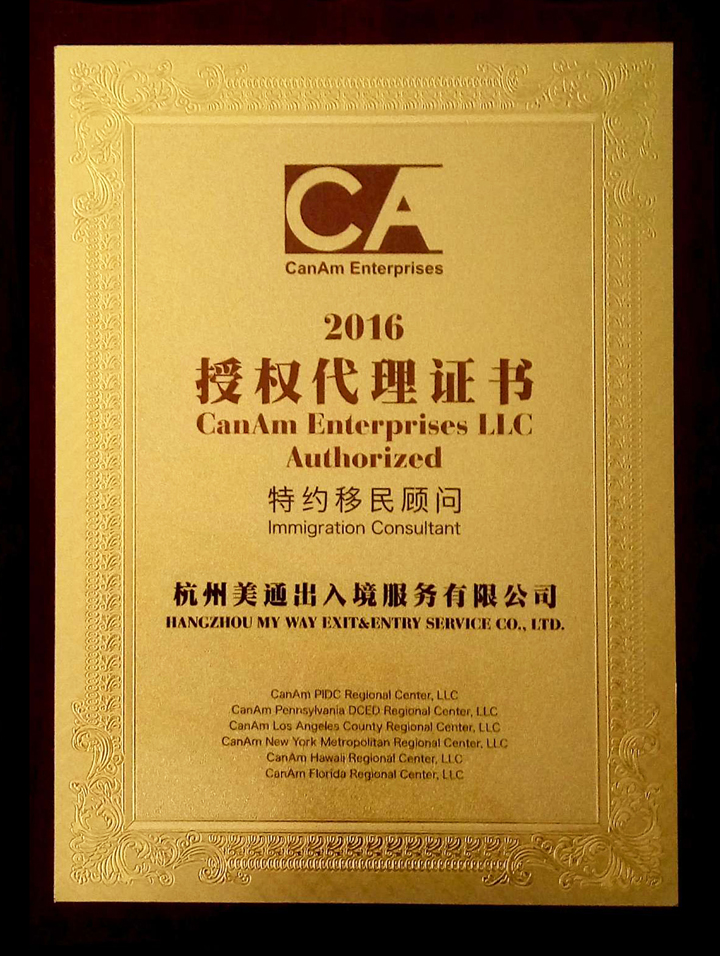 CA
CanAm Enterprises
2016
授权代理证书
CanAm Enterprises LLC
Authorized
特约移民顾问
Immigration Consultant
杭州美通出入境服务有限公司
HANGZHOU MY WAY EXIT&ENTRY SERVICE CO., LTD.
CanAm PIDC Regional Center, LLC
CanAm Pennsylvania DCED Regional Center, LLC
CanAm Los Angeles County Regional Center, LLC
CanAm New York Metropolitan Regional Center, LLC
CanAm Hawaii Regional Center, LLC
CanAm Florida Regional Center, LLC